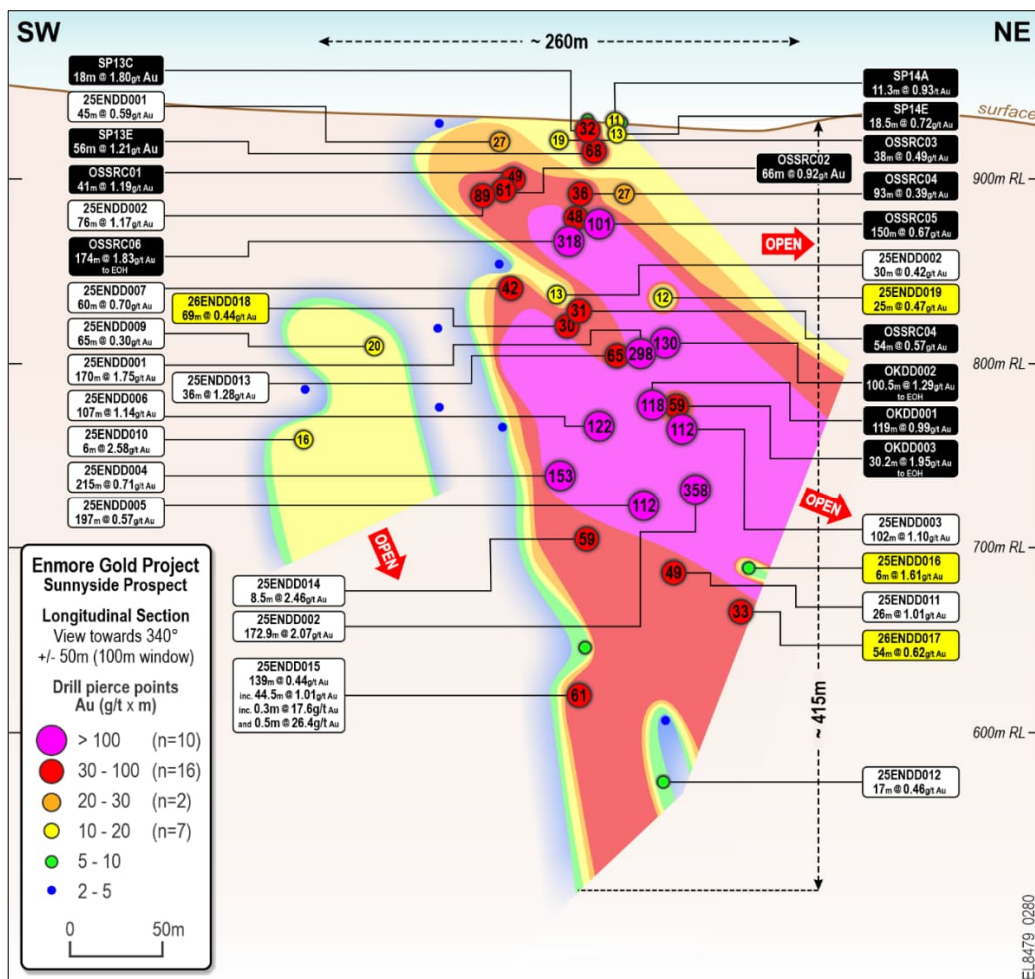 SW
NE
~ 260m
SP13C
18m @ 1.80g/t Au
25ENDD001
45m @ 0.59g/t Au
SP13E
56m @ 1.21g/t Au
OSSRC01
41m @ 1.19g/t Au
25ENDD002
76m @ 1.17g/t Au
OSSRC06
174m @ 1.83g/t Au
to EOH
25ENDD007
60m @ 0.70g/t Au
26ENDD018
69m @ 0.44g/t Au
25ENDD009
65m @ 0.30g/t Au
25ENDD001
170m @ 1.75g/t Au
25ENDD013
36m @ 1.28g/t Au
25ENDD006
107m @ 1.14g/t Au
25ENDD010
6m @ 2.58g/t Au
25ENDD004
215m @ 0.71g/t Au
25ENDD005
197m @ 0.57g/t Au
25ENDD014
8.5m @ 2.46g/t Au
25ENDD002
172.9m @ 2.07g/t Au
25ENDD015
139m @ 0.44g/t Au
inc. 44.5m @ 1.01g/t Au
inc. 0.3m @ 17.6g/t Au
and 0.5m @ 26.4g/t Au
SP14A
11.3m @ 0.93g/t Au
SP14E
18.5m @ 0.72g/t Au
surface
OSSRC03
38m @ 0.49g/t Au
OSSRC02
66m @ 0.92g/t Au
OSSRC04
93m @ 0.39g/t Au
900m RL
OSSRC05
150m @ 0.67g/t Au
OPEN
25ENDD002
30m @ 0.42g/t Au
25ENDD019
25m @ 0.47g/t Au
OSSRC04
54m @ 0.57g/t Au
800m RL
OKDD002
100.5m @ 1.29g/t Au
to EOH
OKDD001
119m @ 0.99g/t Au
OKDD003
30.2m @ 1.95g/t Au
to EOH
OPEN
25ENDD003
102m @ 1.10g/t Au
700m RL
25ENDD016
6m @ 1.61g/t Au
25ENDD011
26m @ 1.01g/t Au
26ENDD017
54m @ 0.62g/t Au
~ 415m
600m RL
25ENDD012
17m @ 0.46g/t Au
OPEN
32
11
13
19
27
68
49
61
89
36
27
48
101
318
42
13
12
31
30
20
65
298
130
118
59
112
122
16
153
358
112
59
49
33
61
Enmore Gold Project
Sunnyside Prospect
Longitudinal Section
View towards 340°
+/- 50m (100m window)
Drill pierce points
Au (g/t x m)
> 100 (n=10)
30 - 100 (n=16)
20 - 30 (n=2)
10 - 20 (n=7)
5 - 10
2 - 5
0 50m
EL8479_0280